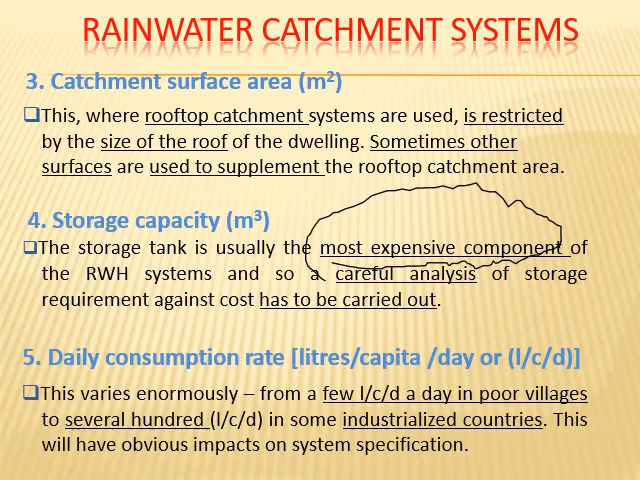 RAINWATER CATCHMENT SYSTEMS
3. Catchment surface area (m²)
❑This, where rooftop catchment systems are used, is restricted
by the size of the roof of the dwelling. Sometimes other
surfaces are used to supplement the rooftop catchment area.
4. Storage capacity (m³)
❑The storage tank is usually the most expensive component of
the RWH systems and so a careful analysis of storage
requirement against cost has to be carried out.
5. Daily consumption rate [litres/capita /day or (l/c/d)]
❑This varies enormously – from a few l/c/d a day in poor villages
to several hundred (l/c/d) in some industrialized countries. This
will have obvious impacts on system specification.